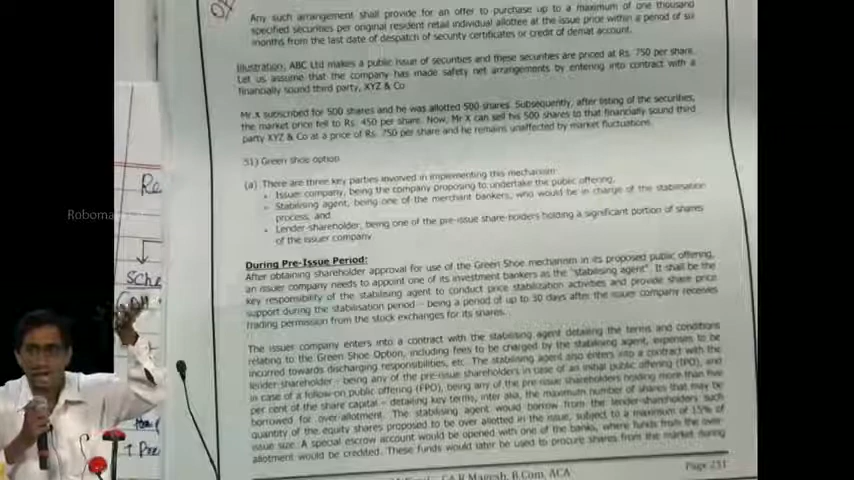 Any such arrangement shall provide for an offer to purchase up to a maximum of one thousand
specified securities per original resident retail individual allottee at the issue price within a period of six
months from the last date of despatch of security certificates or credit of demat account.
Illustration: ABC Ltd makes a public issue of securities and these securities are priced at Rs. 750 per share.
Let us assume that the company has made safety net arrangements by entering into contract with a
financially sound third party, XYZ & Co
Mr.X subscribed for 500 shares and he was allotted 500 shares. Subsequently, after listing of the securities,
the market price fell to Rs. 450 per share. Now, Mr X can sell his 500 shares to that financially sound third
party XYZ & Co at a price of Rs. 750 per share and he remains unaffected by market fluctuations.
51) Green shoe option
(a) There are three key parties involved in implementing this mechanism
Issuer company, being the company proposing to undertake the public offering,
Stabilising agent, being one of the merchant bankers, who would be in charge of the stabilisation
process, and
Lender-shareholder, being one of the pre-issue share-holders holding a significant portion of shares
of the issuer company
During Pre-Issue Period:
After obtaining shareholder approval for use of the Green Shoe mechanism in its proposed public offering,
an issuer company needs to appoint one of its investment bankers as the "stabilising agent". It shall be the
key responsibility of the stabilising agent to conduct price stabilization activities and provide share price
support during the stabilisation period - being a period of up to 30 days after the issuer company receives
trading permission from the stock exchanges for its shares.
The issuer company enters into a contract with the stabilising agent detailing the terms and conditions
relating to the Green Shoe Option, including fees to be charged by the stabilising agent, expenses to be
incurred towards discharging responsibilities, etc. The stabilising agent also enters into a contract with the
lender-shareholder - being any of the pre-issue shareholders in case of an initial public offering (IPO), and
in case of a follow-on public offering (FPO), being any of the pre issue shareholders holding more than five
per cent of the share capital - detailing key terms, inter alia, the maximum number of shares that may be
borrowed for over-allotment. The stabilising agent would borrow from the lender-shareholders such
quantity of the equity shares proposed to be over allotted in the issue, subject to a maximum of 15% of
issue size. A special escrow account would be opened with one of the banks, where funds from the over-
allotment would be credited. These funds would later be used to procure shares from the market during
CA R Magesh, B.Com, ACA
Page 251
Re
Sche
Roboma